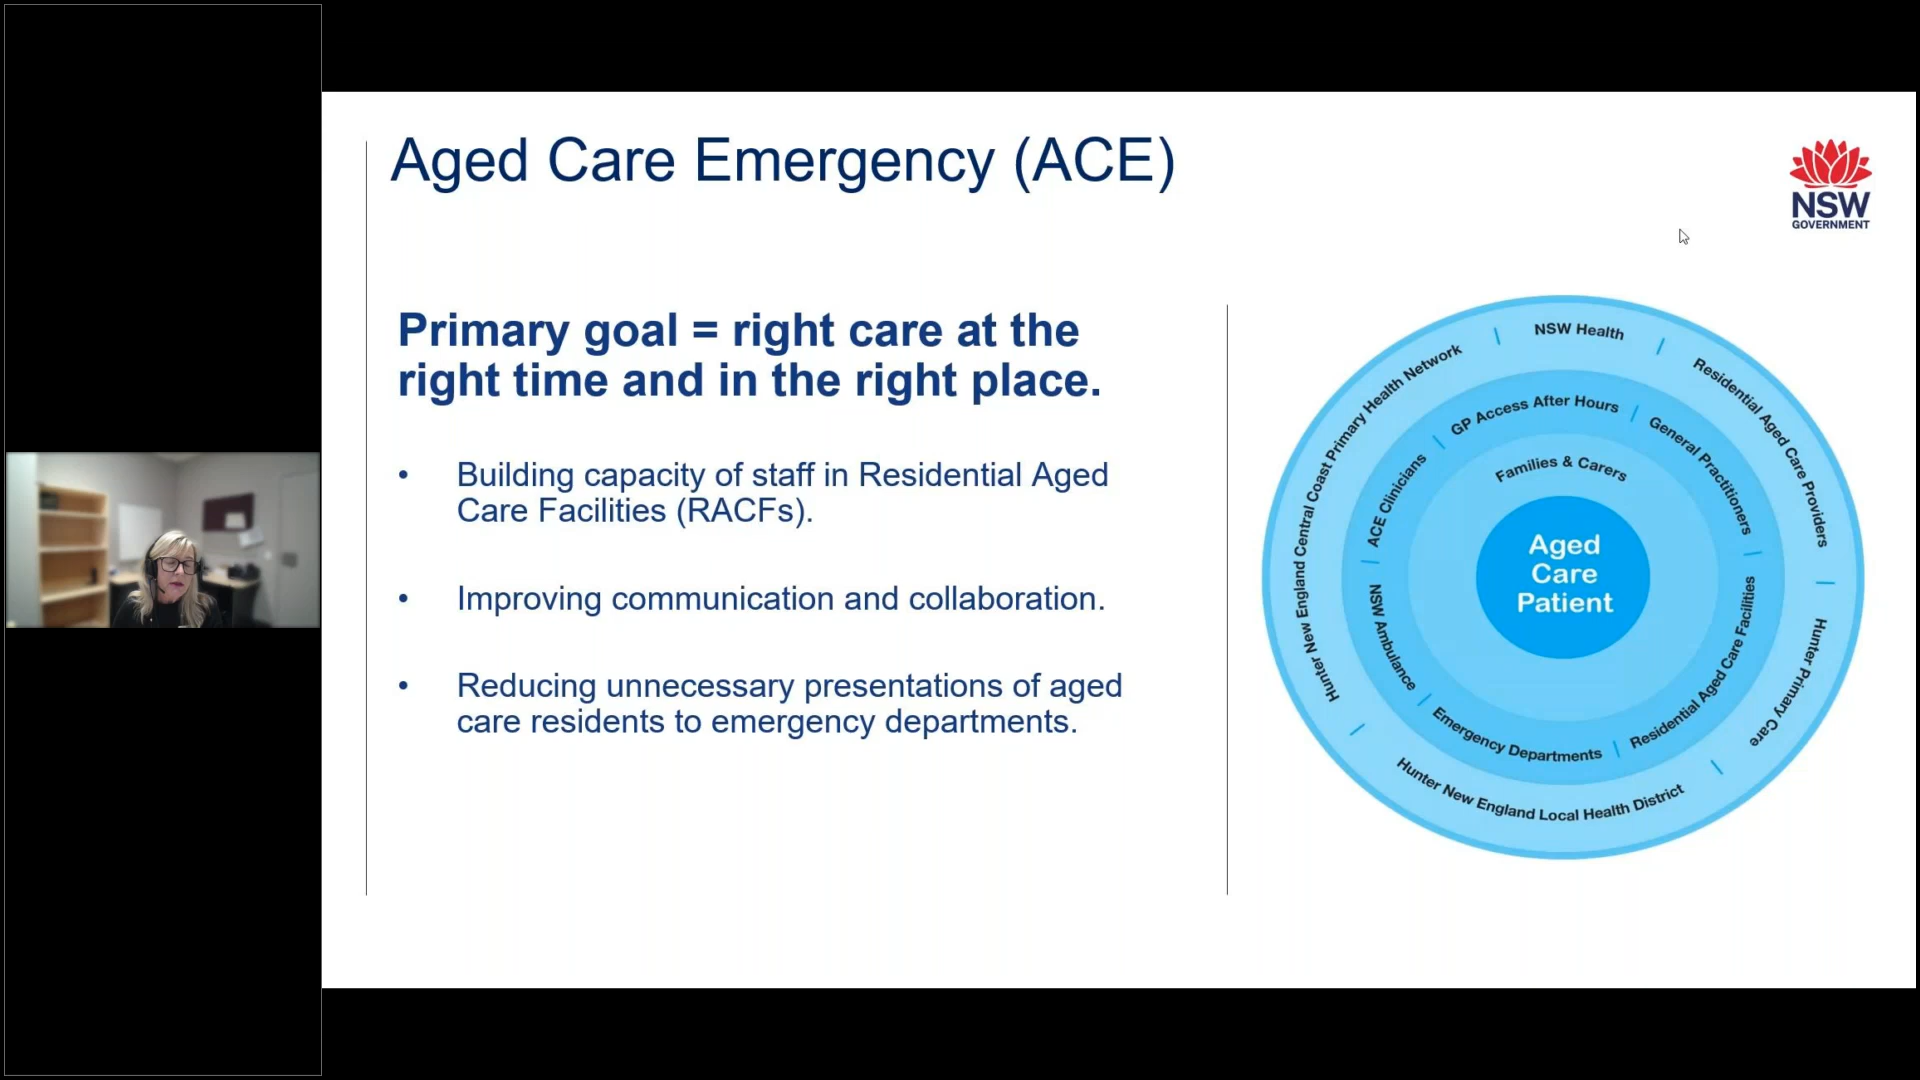 Aged Care Emergency (ACE)
NSW
GOVERNMENT
Primary goal = right care at the
right time and in the right place.
• Building capacity of staff in Residential Aged
Care Facilities (RACFs).
• Improving communication and collaboration.
• Reducing unnecessary presentations of aged
care residents to emergency departments.
NSW Health
Residential Aged Care Providers
Hunter Primary Care
Hunter New England Local Health District
Hunter New England Central Coast Primary Health Network
GP Access After Hours
General Practitioners
Residential Aged Care Facilities
Emergency Departments
NSW Ambulance
ACE Clinicians
Families & Carers
Aged
Care
Patient